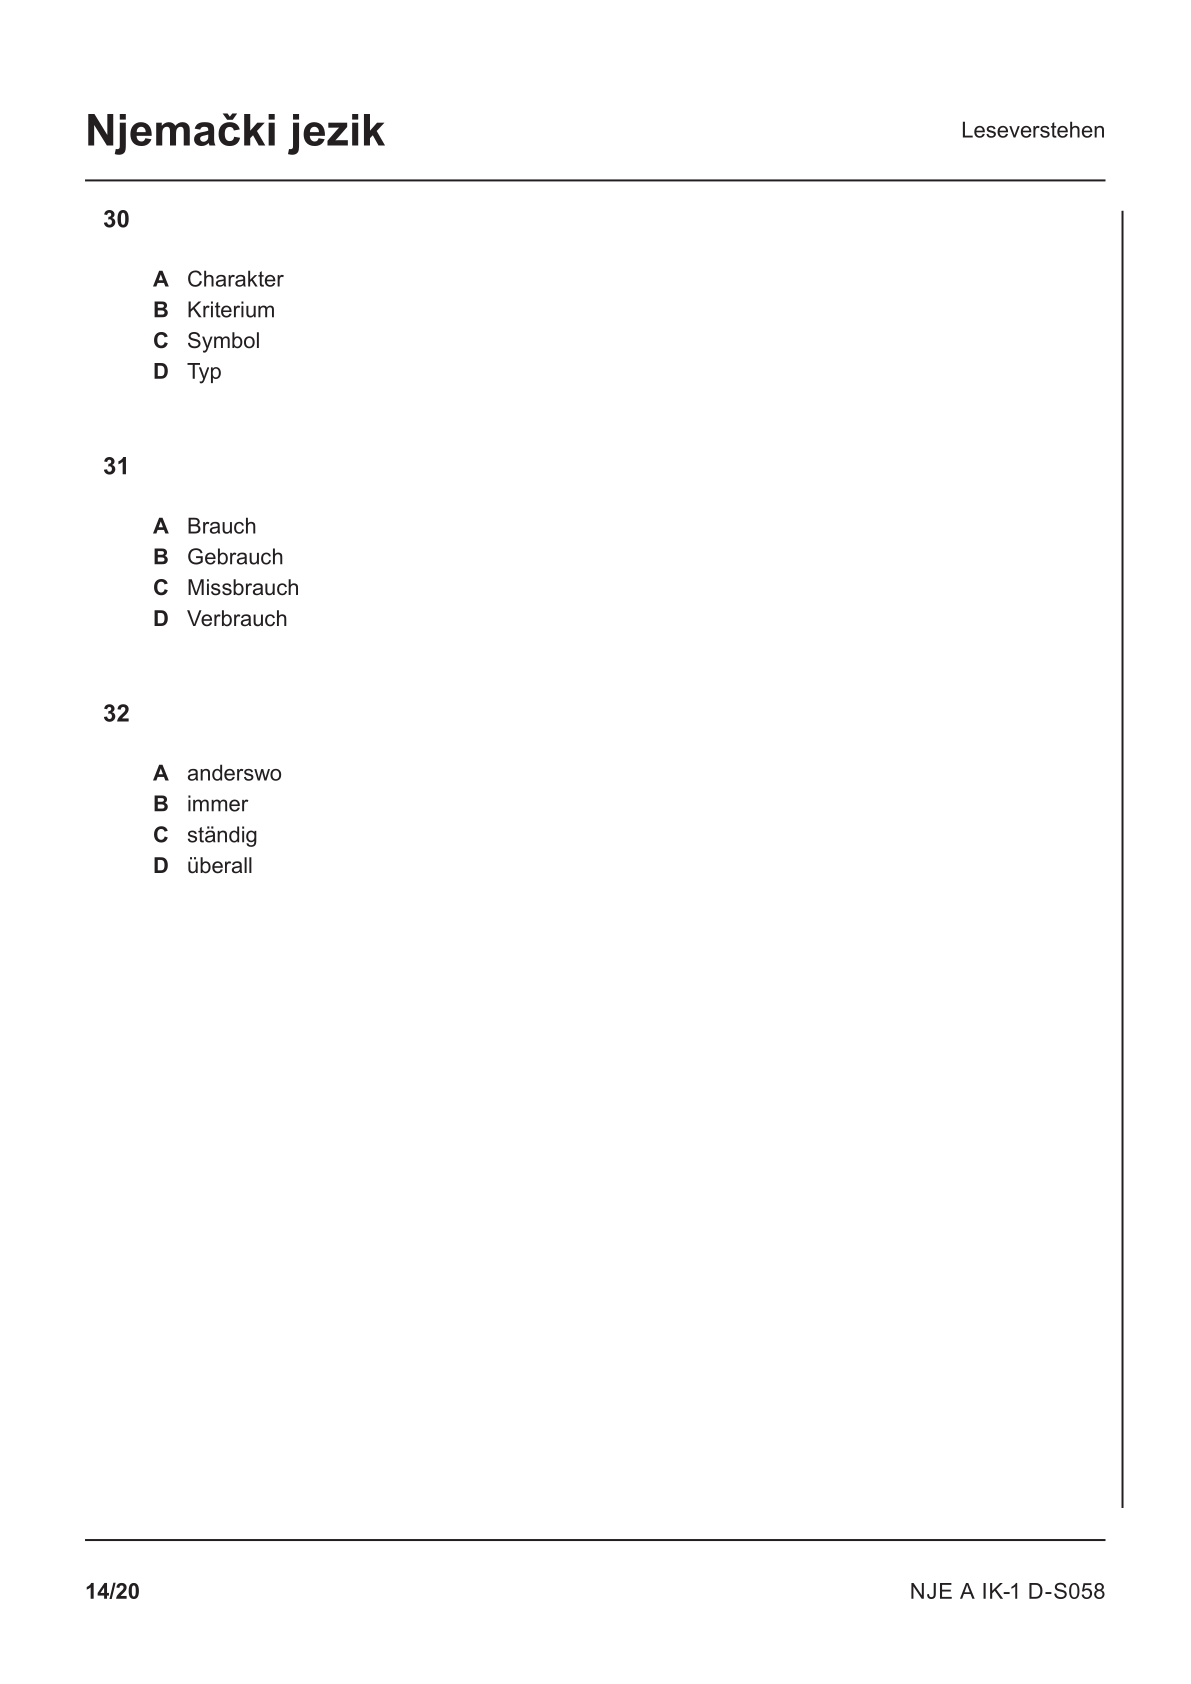 Njemački jezik
Leseverstehen
30
A Charakter
B Kriterium
C Symbol
D Typ
31
A Brauch
B Gebrauch
C Missbrauch
D Verbrauch
32
A anderswo
B immer
C ständig
D überall
14/20
NJE A IK-1 D-S058